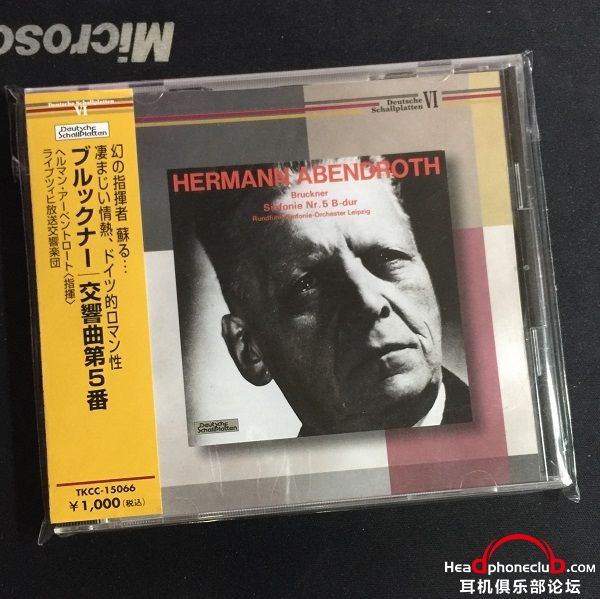 Microso
Deutsche Schallplatten
VI
Deutsche
Schallplatten
幻の指揮者 蘇る…
凄まじい情熱、ドイツ的ロマン性
ブルックナー｜交響曲第5番
ヘルマン・アーベントロート〈指揮〉
ライプツィヒ放送交響楽団
TKCC-15066
¥1,000(税込)
Deutsche
Schallplatten VI
HERMANN ABENDROTH
Bruckner
Sinfonie Nr.5 B-dur
Rundfunk-Sinfonie-Orchester Leipzig
Deutsche
Schallplatten
Headphoneclub.com
耳机俱乐部论坛